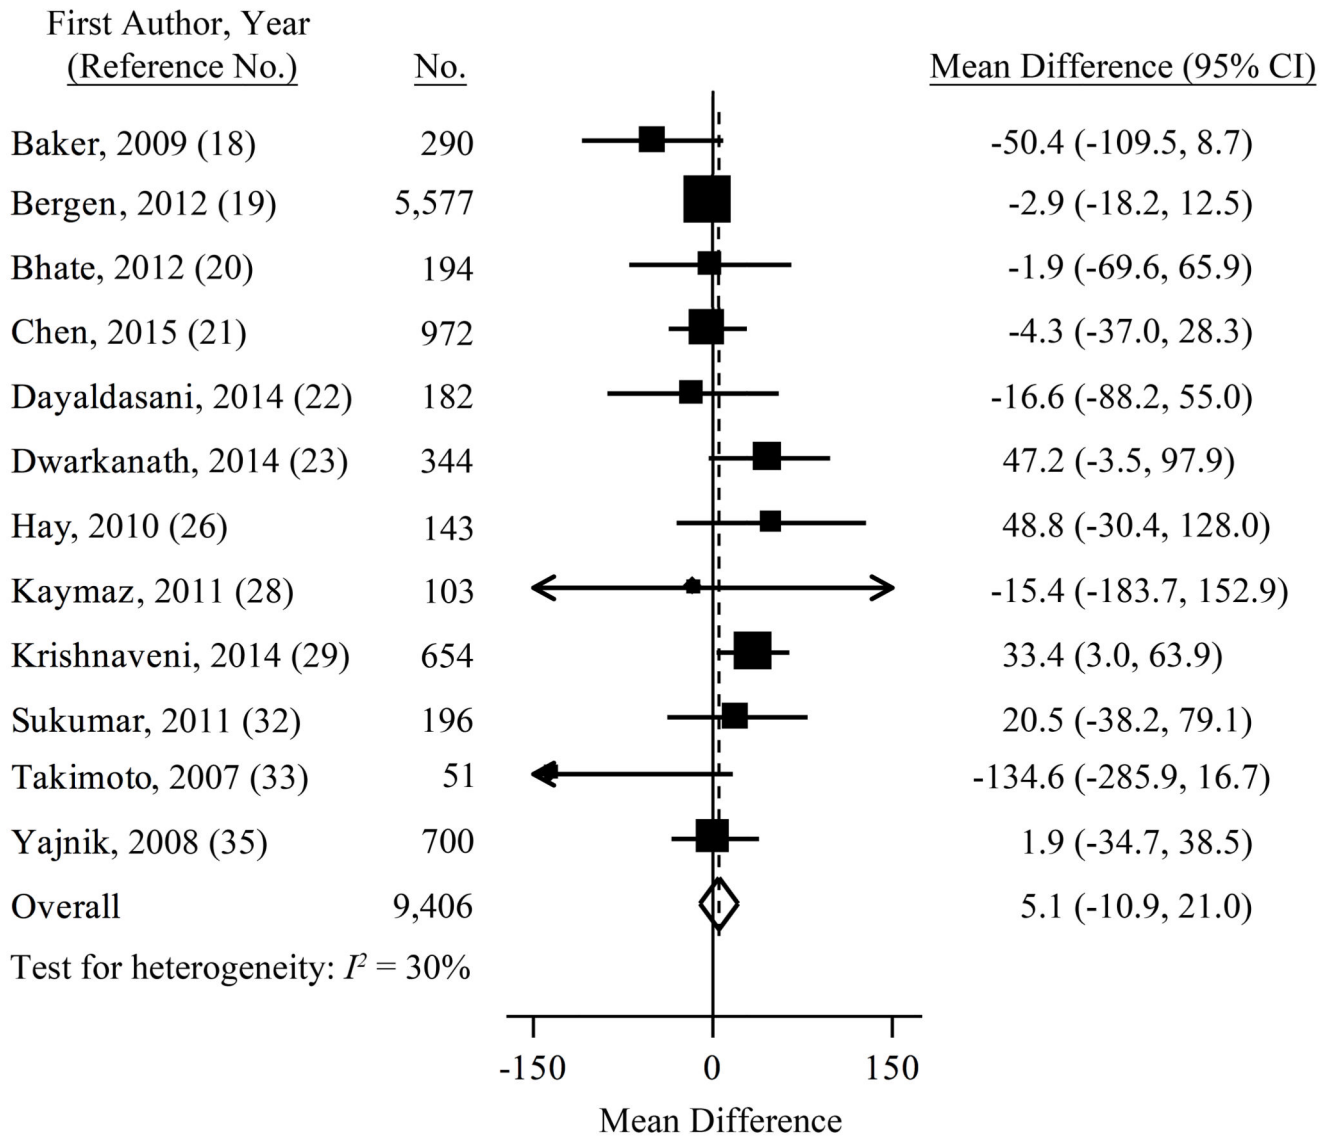 First Author, Year
(Reference No.) No. Mean Difference (95% CI)
Baker, 2009 (18) 290 -50.4 (-109.5, 8.7)
Bergen, 2012 (19) 5,577 -2.9 (-18.2, 12.5)
Bhate, 2012 (20) 194 -1.9 (-69.6, 65.9)
Chen, 2015 (21) 972 -4.3 (-37.0, 28.3)
Dayaldasani, 2014 (22) 182 -16.6 (-88.2, 55.0)
Dwarkanath, 2014 (23) 344 47.2 (-3.5, 97.9)
Hay, 2010 (26) 143 48.8 (-30.4, 128.0)
Kaymaz, 2011 (28) 103 -15.4 (-183.7, 152.9)
Krishnaveni, 2014 (29) 654 33.4 (3.0, 63.9)
Sukumar, 2011 (32) 196 20.5 (-38.2, 79.1)
Takimoto, 2007 (33) 51 -134.6 (-285.9, 16.7)
Yajnik, 2008 (35) 700 1.9 (-34.7, 38.5)
Overall 9,406 5.1 (-10.9, 21.0)
Test for heterogeneity: I² = 30%
-150 0 150
Mean Difference